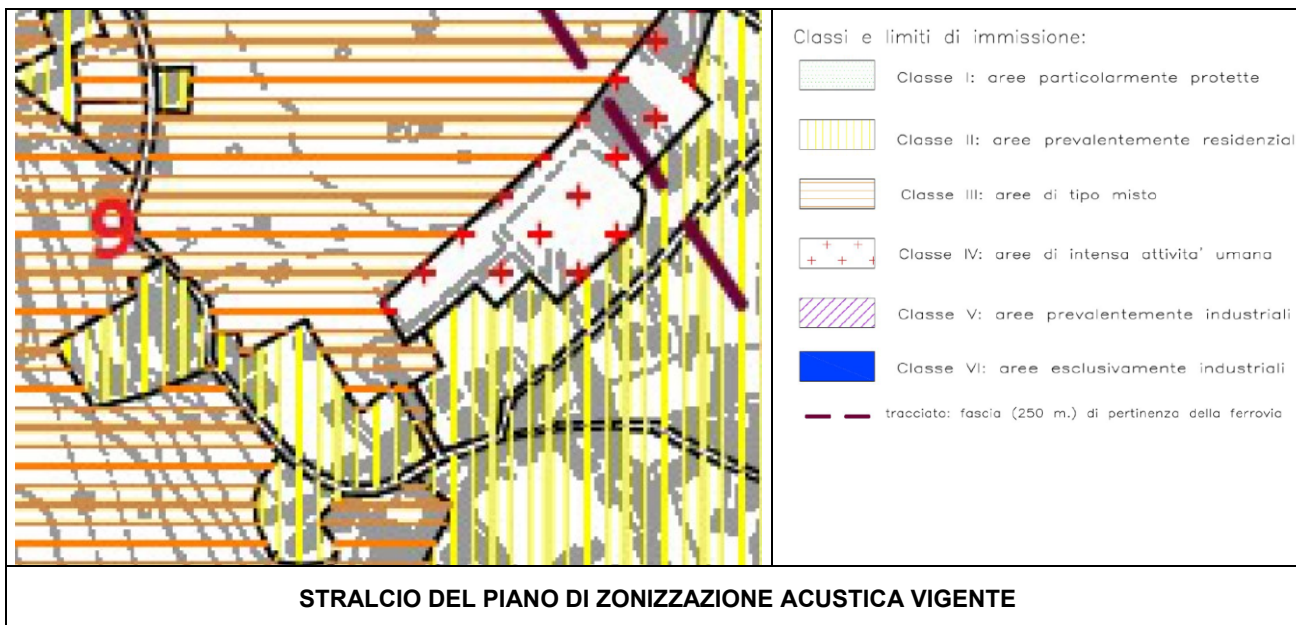 9
Classi e limiti di immissione:
Classe I: aree particolarmente protette
Classe II: aree prevalentemente residenzial
Classe III: aree di tipo misto
Classe IV: aree di intensa attivita' umana
Classe V: aree prevalentemente industriali
Classe VI: aree esclusivamente industriali
tracciato: fascia (250 m.) di pertinenza della ferrovia
STRALCIO DEL PIANO DI ZONIZZAZIONE ACUSTICA VIGENTE